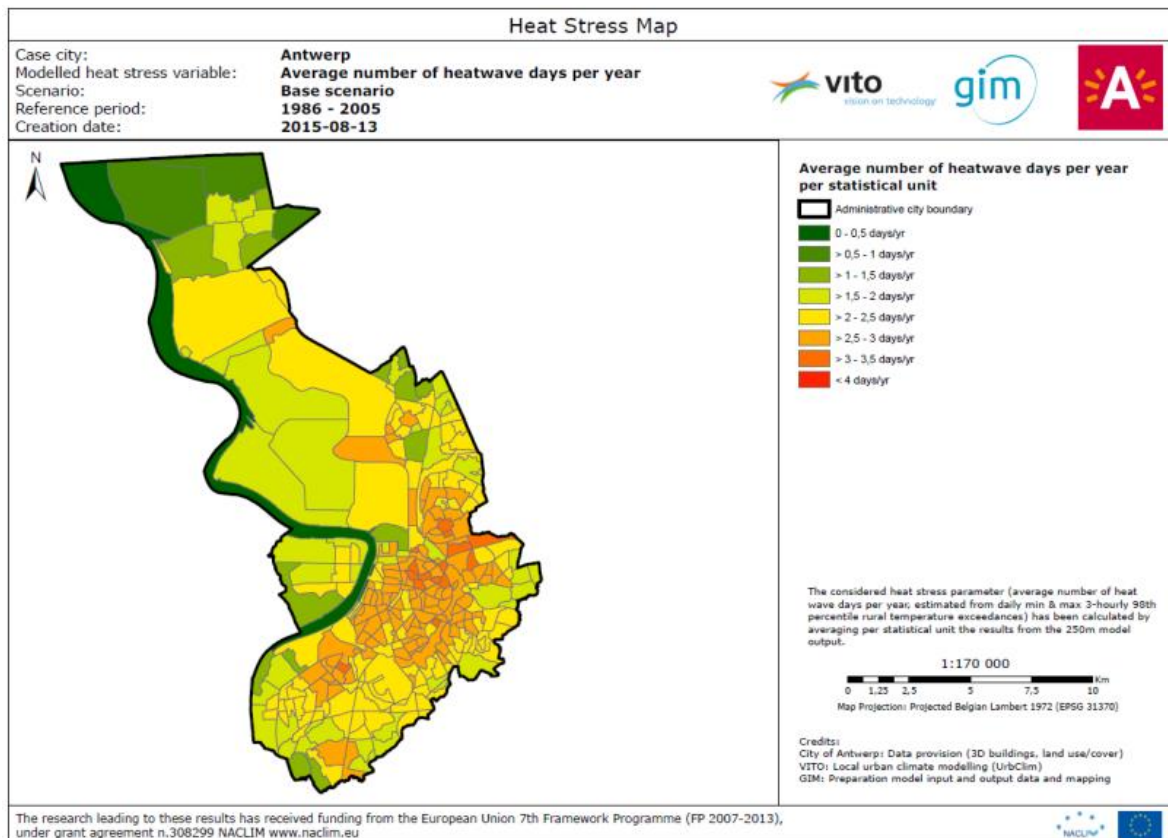 Heat Stress Map
Case city: Antwerp
Modelled heat stress variable: Average number of heatwave days per year
Scenario: Base scenario
Reference period: 1986 - 2005
Creation date: 2015-08-13
vito
vision on technology
gim
A
N
Average number of heatwave days per year
per statistical unit
Administrative city boundary
0 - 0,5 days/yr
> 0,5 - 1 days/yr
> 1 - 1,5 days/yr
> 1,5 - 2 days/yr
> 2 - 2,5 days/yr
> 2,5 - 3 days/yr
> 3 - 3,5 days/yr
< 4 days/yr
The considered heat stress parameter (average number of heat
wave days per year, estimated from daily min & max 3-hourly 98th
percentile rural temperature exceedances) has been calculated by
averaging per statistical unit the results from the 250m model
output.
1:170 000
Km
0 1,25 2,5 5 7,5 10
Map Projection: Projected Belgian Lambert 1972 (EPSG 31370)
Credits:
City of Antwerp: Data provision (3D buildings, land use/cover)
VITO: Local urban climate modelling (UrbClim)
GIM: Preparation model input and output data and mapping
The research leading to these results has received funding from the European Union 7th Framework Programme (FP 2007-2013),
under grant agreement n.308299 NACLIM www.naclim.eu
NACLIM